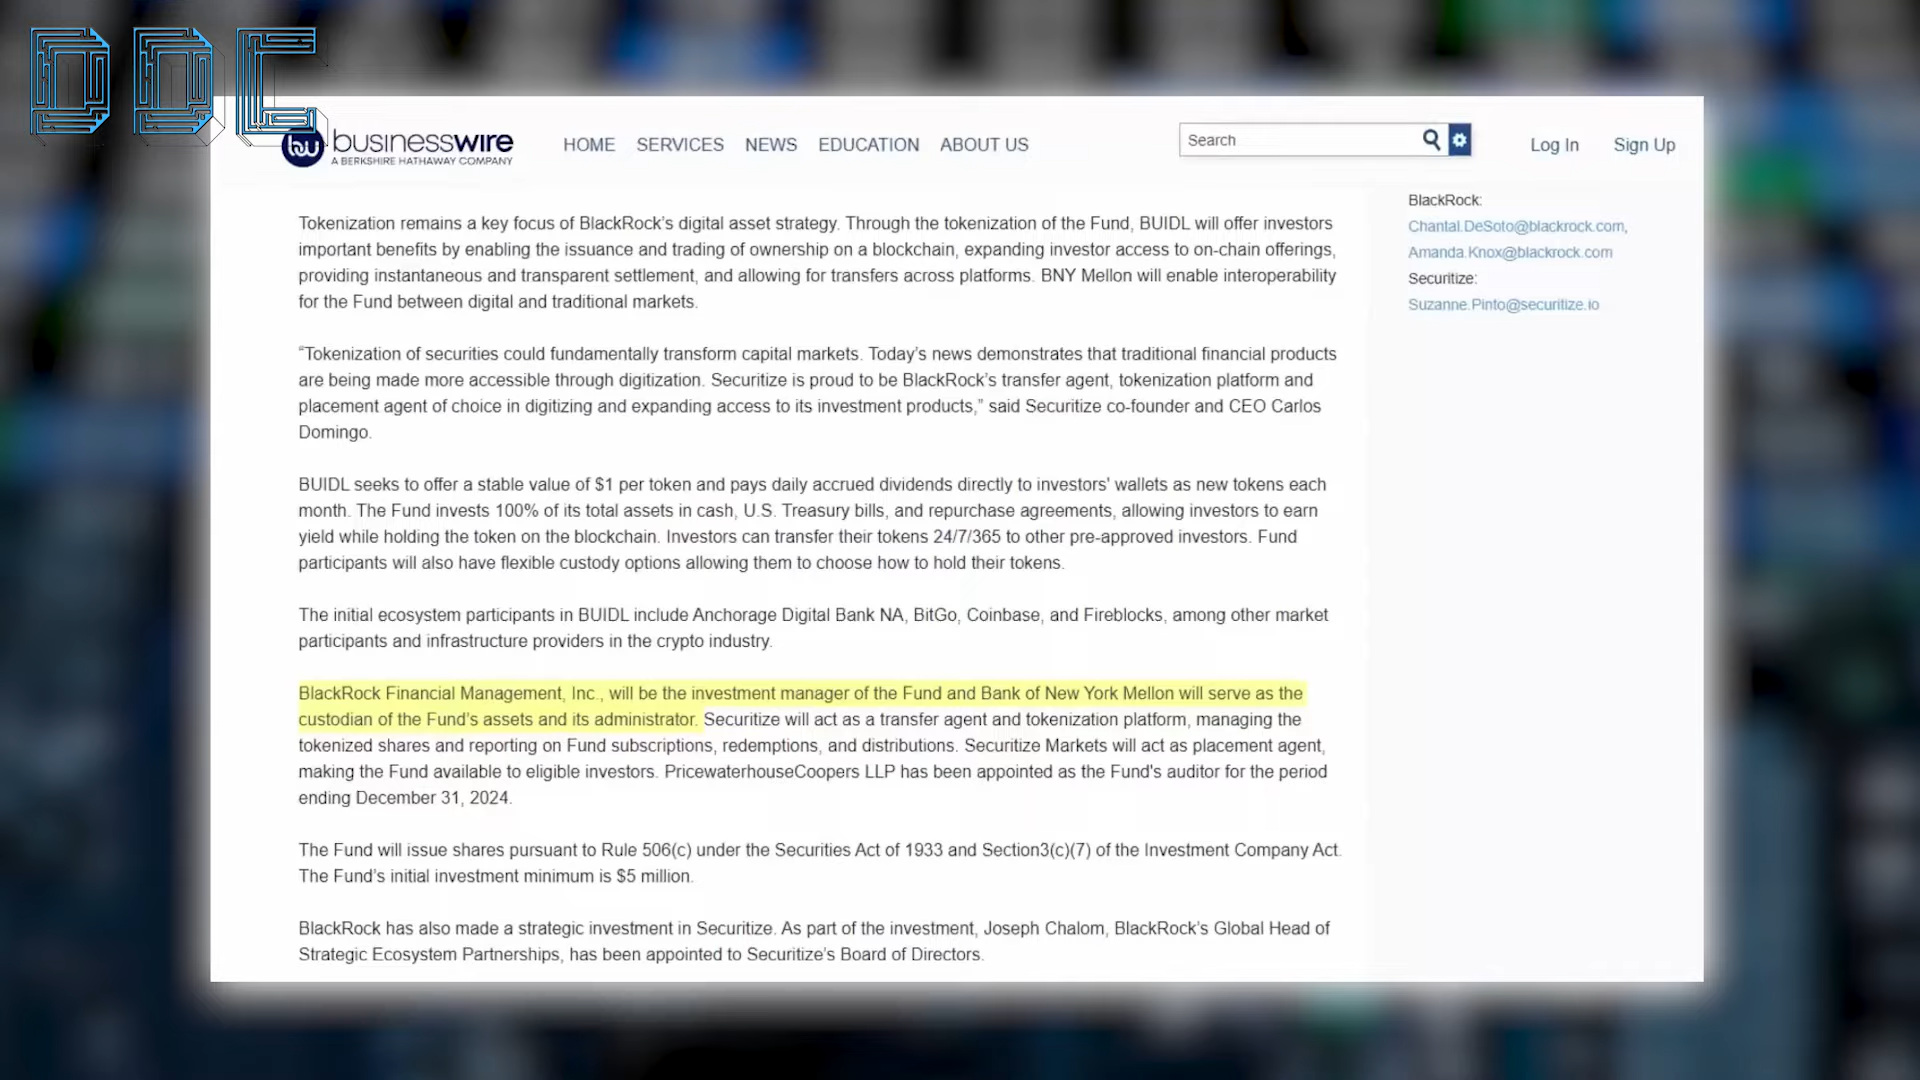 DDC
businesswire
A BERKSHIRE HATHAWAY COMPANY
HOME SERVICES NEWS EDUCATION ABOUT US
Search
Log In Sign Up
Tokenization remains a key focus of BlackRock’s digital asset strategy. Through the tokenization of the Fund, BUIDL will offer investors
important benefits by enabling the issuance and trading of ownership on a blockchain, expanding investor access to on-chain offerings,
providing instantaneous and transparent settlement, and allowing for transfers across platforms. BNY Mellon will enable interoperability
for the Fund between digital and traditional markets.
“Tokenization of securities could fundamentally transform capital markets. Today’s news demonstrates that traditional financial products
are being made more accessible through digitization. Securitize is proud to be BlackRock’s transfer agent, tokenization platform and
placement agent of choice in digitizing and expanding access to its investment products,” said Securitize co-founder and CEO Carlos
Domingo.
BUIDL seeks to offer a stable value of $1 per token and pays daily accrued dividends directly to investors' wallets as new tokens each
month. The Fund invests 100% of its total assets in cash, U.S. Treasury bills, and repurchase agreements, allowing investors to earn
yield while holding the token on the blockchain. Investors can transfer their tokens 24/7/365 to other pre-approved investors. Fund
participants will also have flexible custody options allowing them to choose how to hold their tokens.
The initial ecosystem participants in BUIDL include Anchorage Digital Bank NA, BitGo, Coinbase, and Fireblocks, among other market
participants and infrastructure providers in the crypto industry.
BlackRock Financial Management, Inc., will be the investment manager of the Fund and Bank of New York Mellon will serve as the
custodian of the Fund’s assets and its administrator. Securitize will act as a transfer agent and tokenization platform, managing the
tokenized shares and reporting on Fund subscriptions, redemptions, and distributions. Securitize Markets will act as placement agent,
making the Fund available to eligible investors. PricewaterhouseCoopers LLP has been appointed as the Fund's auditor for the period
ending December 31, 2024.
The Fund will issue shares pursuant to Rule 506(c) under the Securities Act of 1933 and Section3(c)(7) of the Investment Company Act.
The Fund’s initial investment minimum is $5 million.
BlackRock has also made a strategic investment in Securitize. As part of the investment, Joseph Chalom, BlackRock’s Global Head of
Strategic Ecosystem Partnerships, has been appointed to Securitize’s Board of Directors.
BlackRock:
Chantal.DeSoto@blackrock.com,
Amanda.Knox@blackrock.com
Securitize:
Suzanne.Pinto@securitize.io